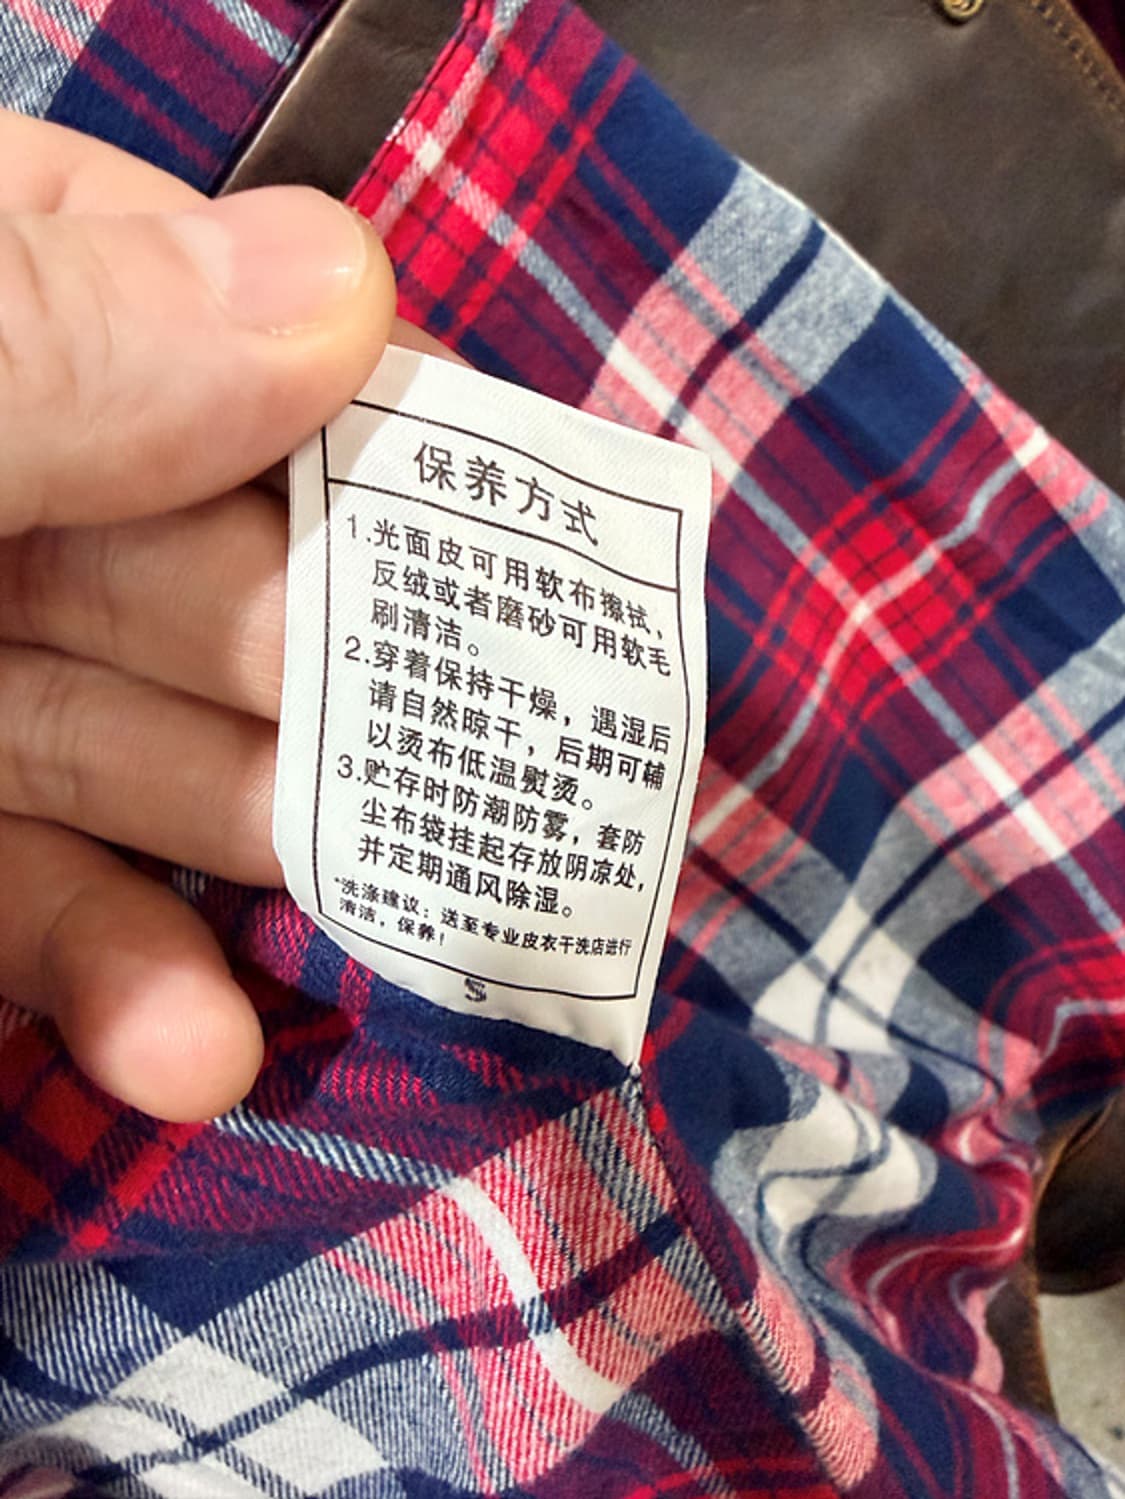 保养方式
1.光面皮可用软布擦拭，
反绒或者磨砂可用软毛
刷清洁。
2.穿着保持干燥，遇湿后
请自然晾干，后期可輔
以烫布低温熨烫。
3.贮存时防潮防雾，套防
尘布袋挂起存放阴凉处，
并定期通风除湿。
*洗涤建议：送至专业皮衣干洗店进行
清洁，保养！
S